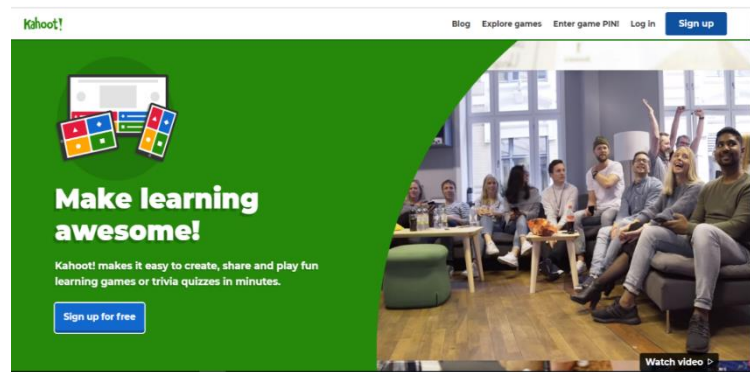 Kahoot!
Blog Explore games Enter game PIN! Log in Sign up
Make learning
awesome!
Kahoot! makes it easy to create, share and play fun
learning games or trivia quizzes in minutes.
Sign up for free
Watch video